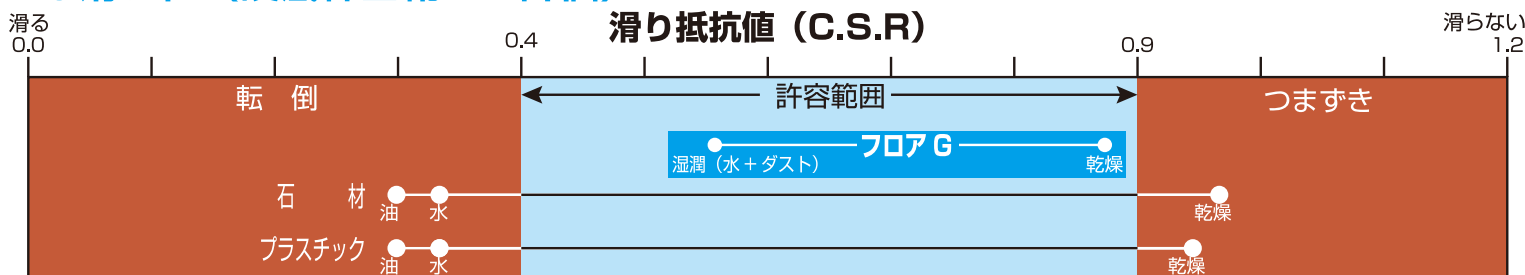 滑り抵抗値（C.S.R）
滑る
滑らない
0.0
0.4
0.9
1.2
転 倒
許容範囲
つまずき
フロア G
湿潤（水＋ダスト）
乾燥
石 材
油
水
乾燥
プラスチック
油
水
乾燥